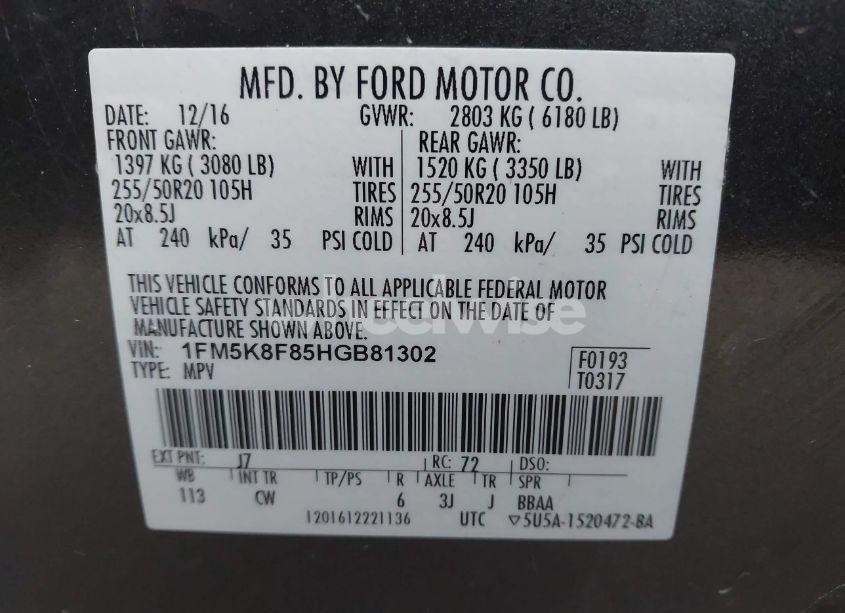 MFD. BY FORD MOTOR CO.
DATE: 12/16 GVWR: 2803 KG ( 6180 LB)
FRONT GAWR: REAR GAWR:
1397 KG ( 3080 LB) WITH 1520 KG ( 3350 LB) WITH
255/50R20 105H TIRES 255/50R20 105H TIRES
20x8.5J RIMS 20x8.5J RIMS
AT 240 kPa/ 35 PSI COLD AT 240 kPa/ 35 PSI COLD
THIS VEHICLE CONFORMS TO ALL APPLICABLE FEDERAL MOTOR
VEHICLE SAFETY STANDARDS IN EFFECT ON THE DATE OF
MANUFACTURE SHOWN ABOVE.
VIN: 1FM5K8F85HGB81302 F0193
TYPE: MPV T0317
EXT PNT: J7 RC: 72 DSO:
WB INT TR TP/PS R AXLE TR SPR
113 CW 6 3J J BBAA
1201612221136 UTC ▽5U5A-1520472-BA